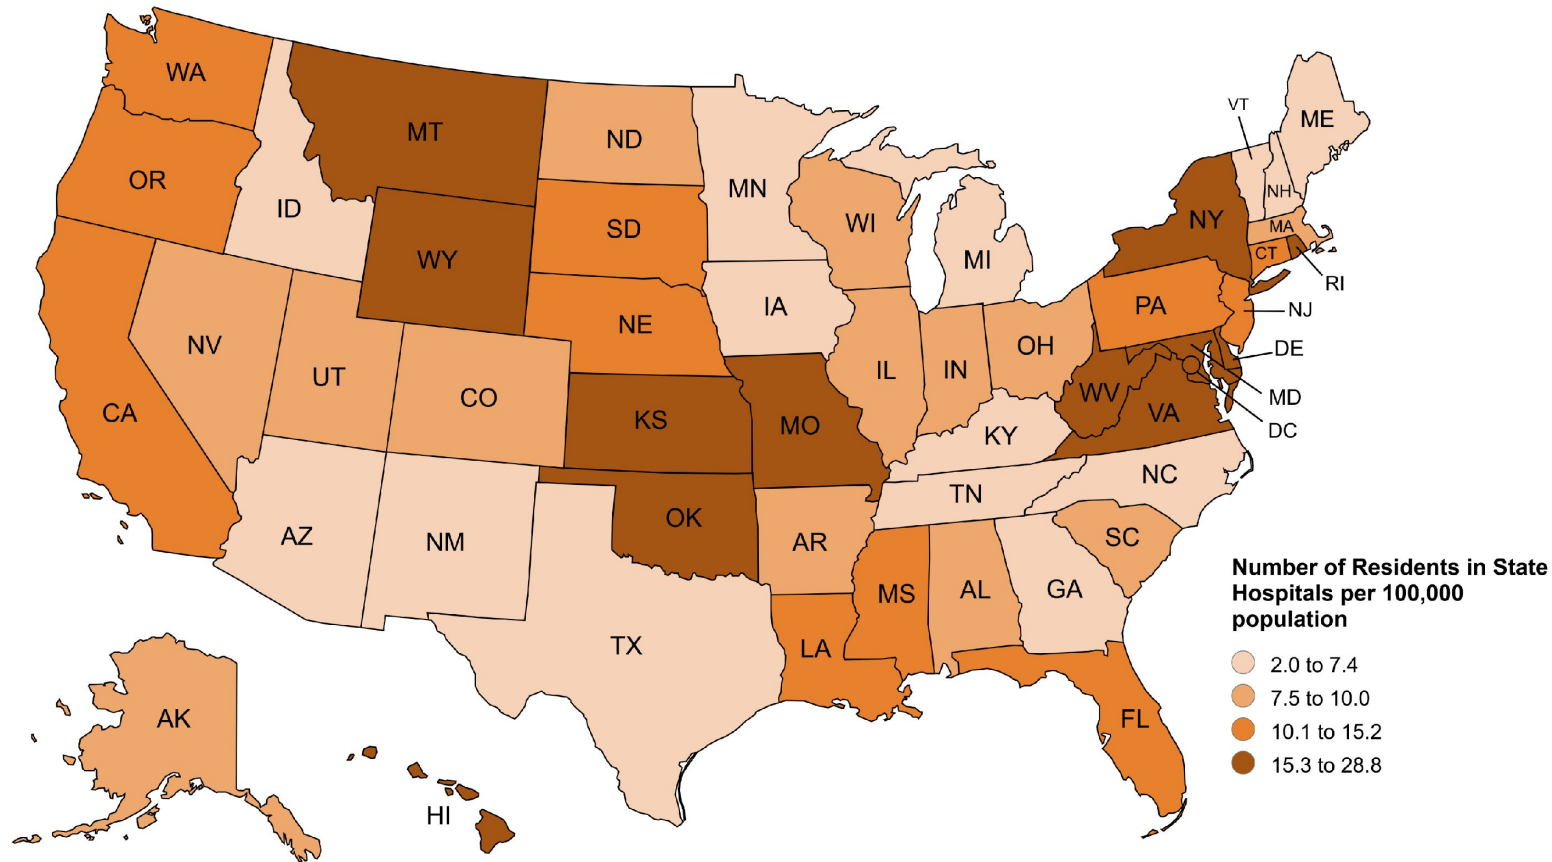 WA
MT
ND
MN
VT
ME
OR
ID
SD
WI
NH
NY
MA
WY
MI
CT
RI
IA
NE
PA
NJ
NV
OH
DE
UT
IL
IN
CO
WV
MD
CA
KS
MO
VA
DC
KY
NC
TN
AZ
NM
OK
AR
SC
MS
AL
GA
TX
LA
FL
AK
HI
Number of Residents in State
Hospitals per 100,000
population
2.0 to 7.4
7.5 to 10.0
10.1 to 15.2
15.3 to 28.8